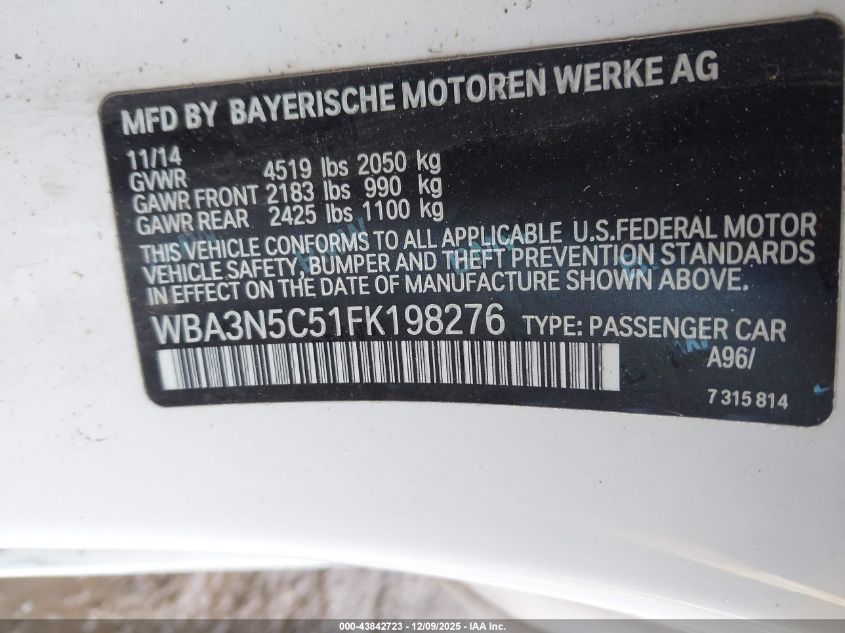 MFD BY BAYERISCHE MOTOREN WERKE AG
11/14
GVWR 4519 lbs 2050 kg
GAWR FRONT 2183 lbs 990 kg
GAWR REAR 2425 lbs 1100 kg
THIS VEHICLE CONFORMS TO ALL APPLICABLE U.S.FEDERAL MOTOR
VEHICLE SAFETY, BUMPER AND THEFT PREVENTION STANDARDS
IN EFFECT ON THE DATE OF MANUFACTURE SHOWN ABOVE.
WBA3N5C51FK198276 TYPE: PASSENGER CAR
A96/
7 315 814
000-43842723 - 12/09/2025 - IAA Inc.